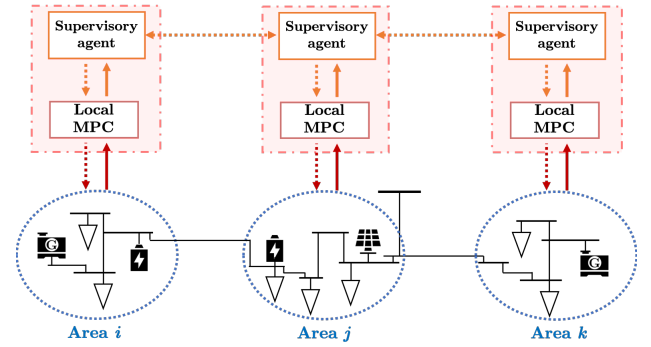 Supervisory
agent
Supervisory
agent
Supervisory
agent
Local
MPC
Local
MPC
Local
MPC
G
G
Area i
Area j
Area k